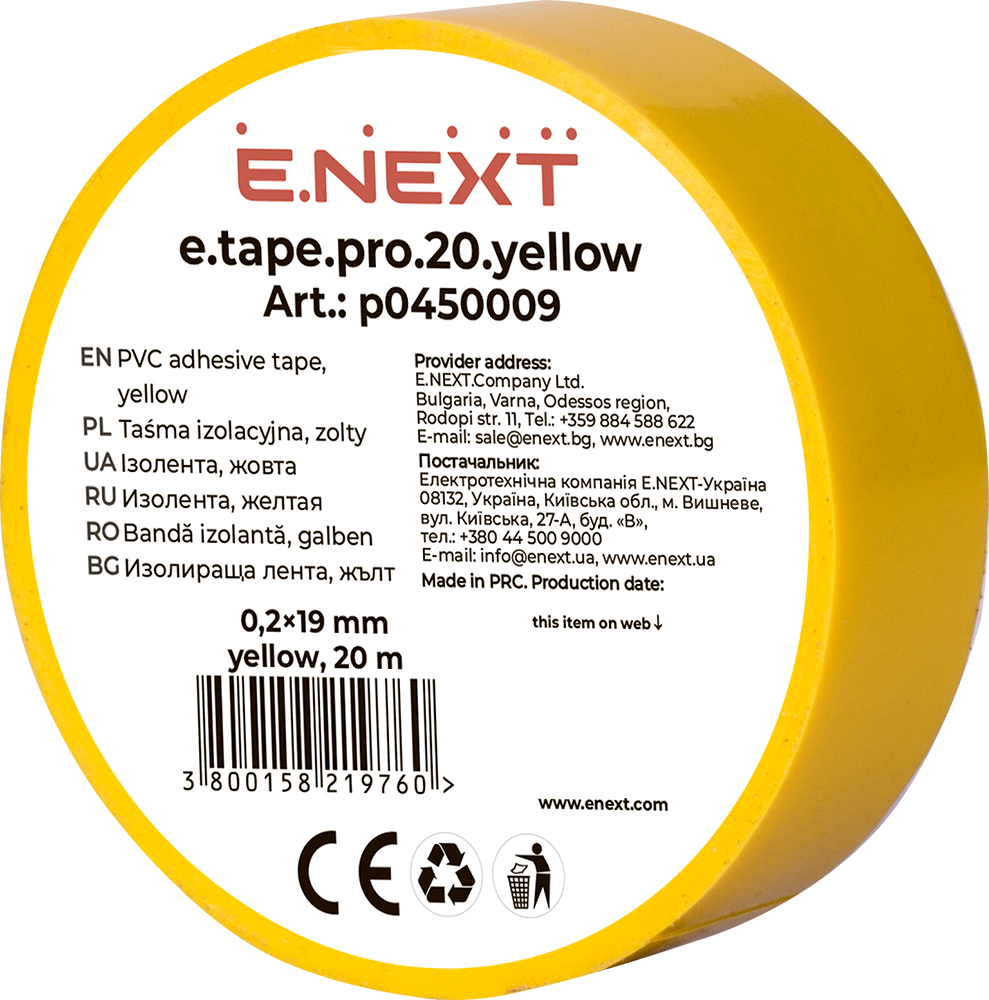 E.NEXT
e.tape.pro.20.yellow
Art.: p0450009
EN PVC adhesive tape,
yellow
PL Taśma izolacyjna, zolty
UA Ізолента, жовта
RU Изолента, желтая
RO Bandă izolantă, galben
BG Изолираща лента, жълт
0,2×19 mm
yellow, 20 m
3 800158 219760 >
Provider address:
E.NEXT.Company Ltd.
Bulgaria, Varna, Odessos region,
Rodopi str. 11, Tel.: +359 884 588 622
E-mail: sale@enext.bg, www.enext.bg
Постачальник:
Електротехнічна компанія E.NEXT-Україна
08132, Україна, Київська обл., м. Вишневе,
вул. Київська, 27-А, буд. «В»,
тел.: +380 44 500 9000
E-mail: info@enext.ua, www.enext.ua
Made in PRC. Production date:
this item on web↓
www.enext.com
CE